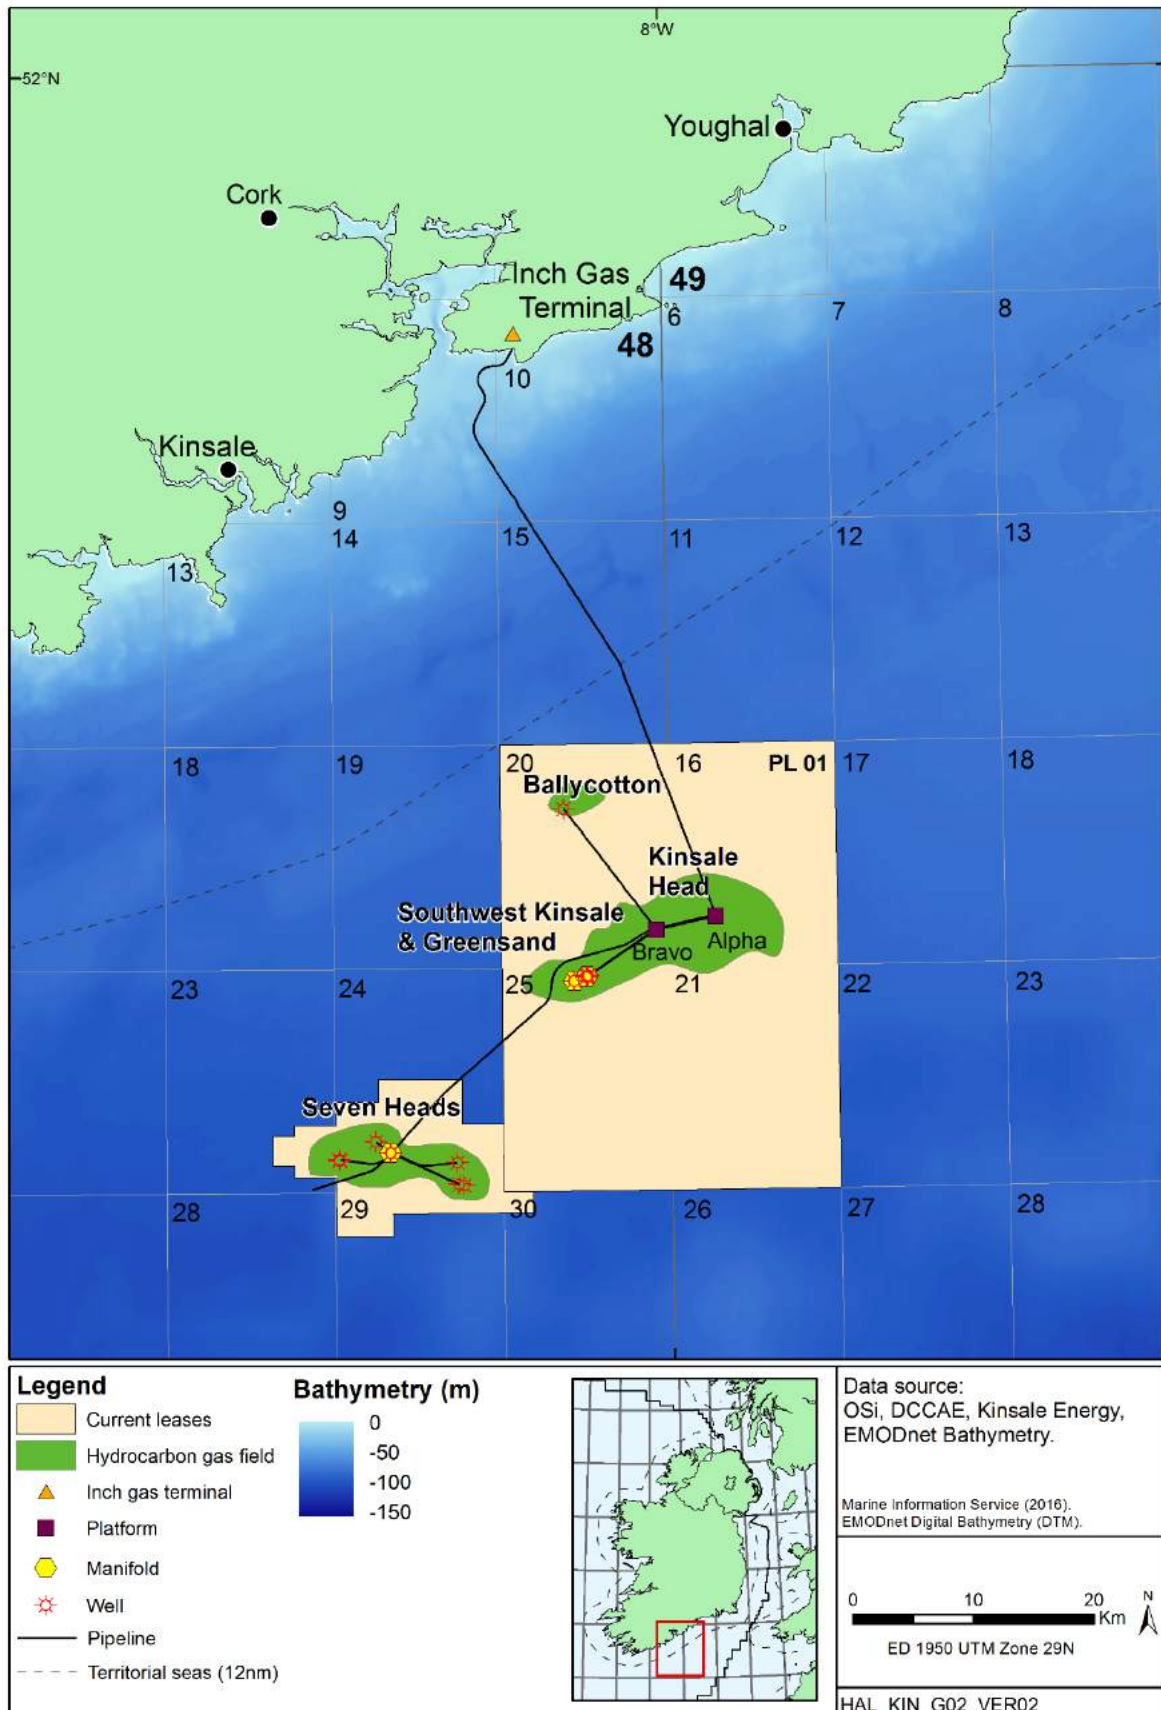 8°W
52°N
Youghal
Cork
Inch Gas
Terminal
49
6
7
8
48
10
Kinsale
9
14
15
11
12
13
13
18
19
20
16
PL 01
17
18
Ballycotton
Kinsale
Head
Southwest Kinsale
& Greensand
Bravo
Alpha
23
24
25
21
22
23
Seven Heads
28
29
30
26
27
28
Legend
Current leases
Hydrocarbon gas field
Inch gas terminal
Platform
Manifold
Well
Pipeline
Territorial seas (12nm)
Bathymetry (m)
0
-50
-100
-150
Data source:
OSi, DCCAE, Kinsale Energy,
EMODnet Bathymetry.
Marine Information Service (2016).
EMODnet Digital Bathymetry (DTM).
0 10 20
Km
N
ED 1950 UTM Zone 29N
HAL_KIN_G02_VER02